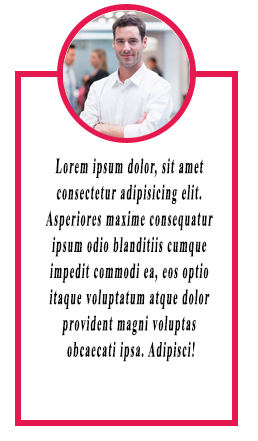 Lorem ipsum dolor, sit amet
consectetur adipisicing elit.
Asperiores maxime consequatur
ipsum odio blanditiis cumque
impedit commodi ea, eos optio
itaque voluptatum atque dolor
provident magni voluptas
obcaecati ipsa. Adipisci!